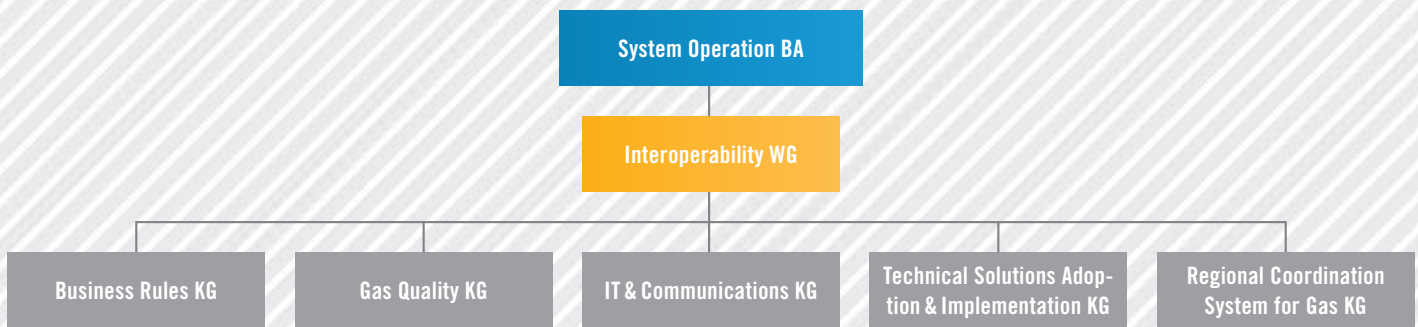 System Operation BA
Interoperability WG
Business Rules KG
Gas Quality KG
IT & Communications KG
Technical Solutions Adop-
tion & Implementation KG
Regional Coordination
System for Gas KG